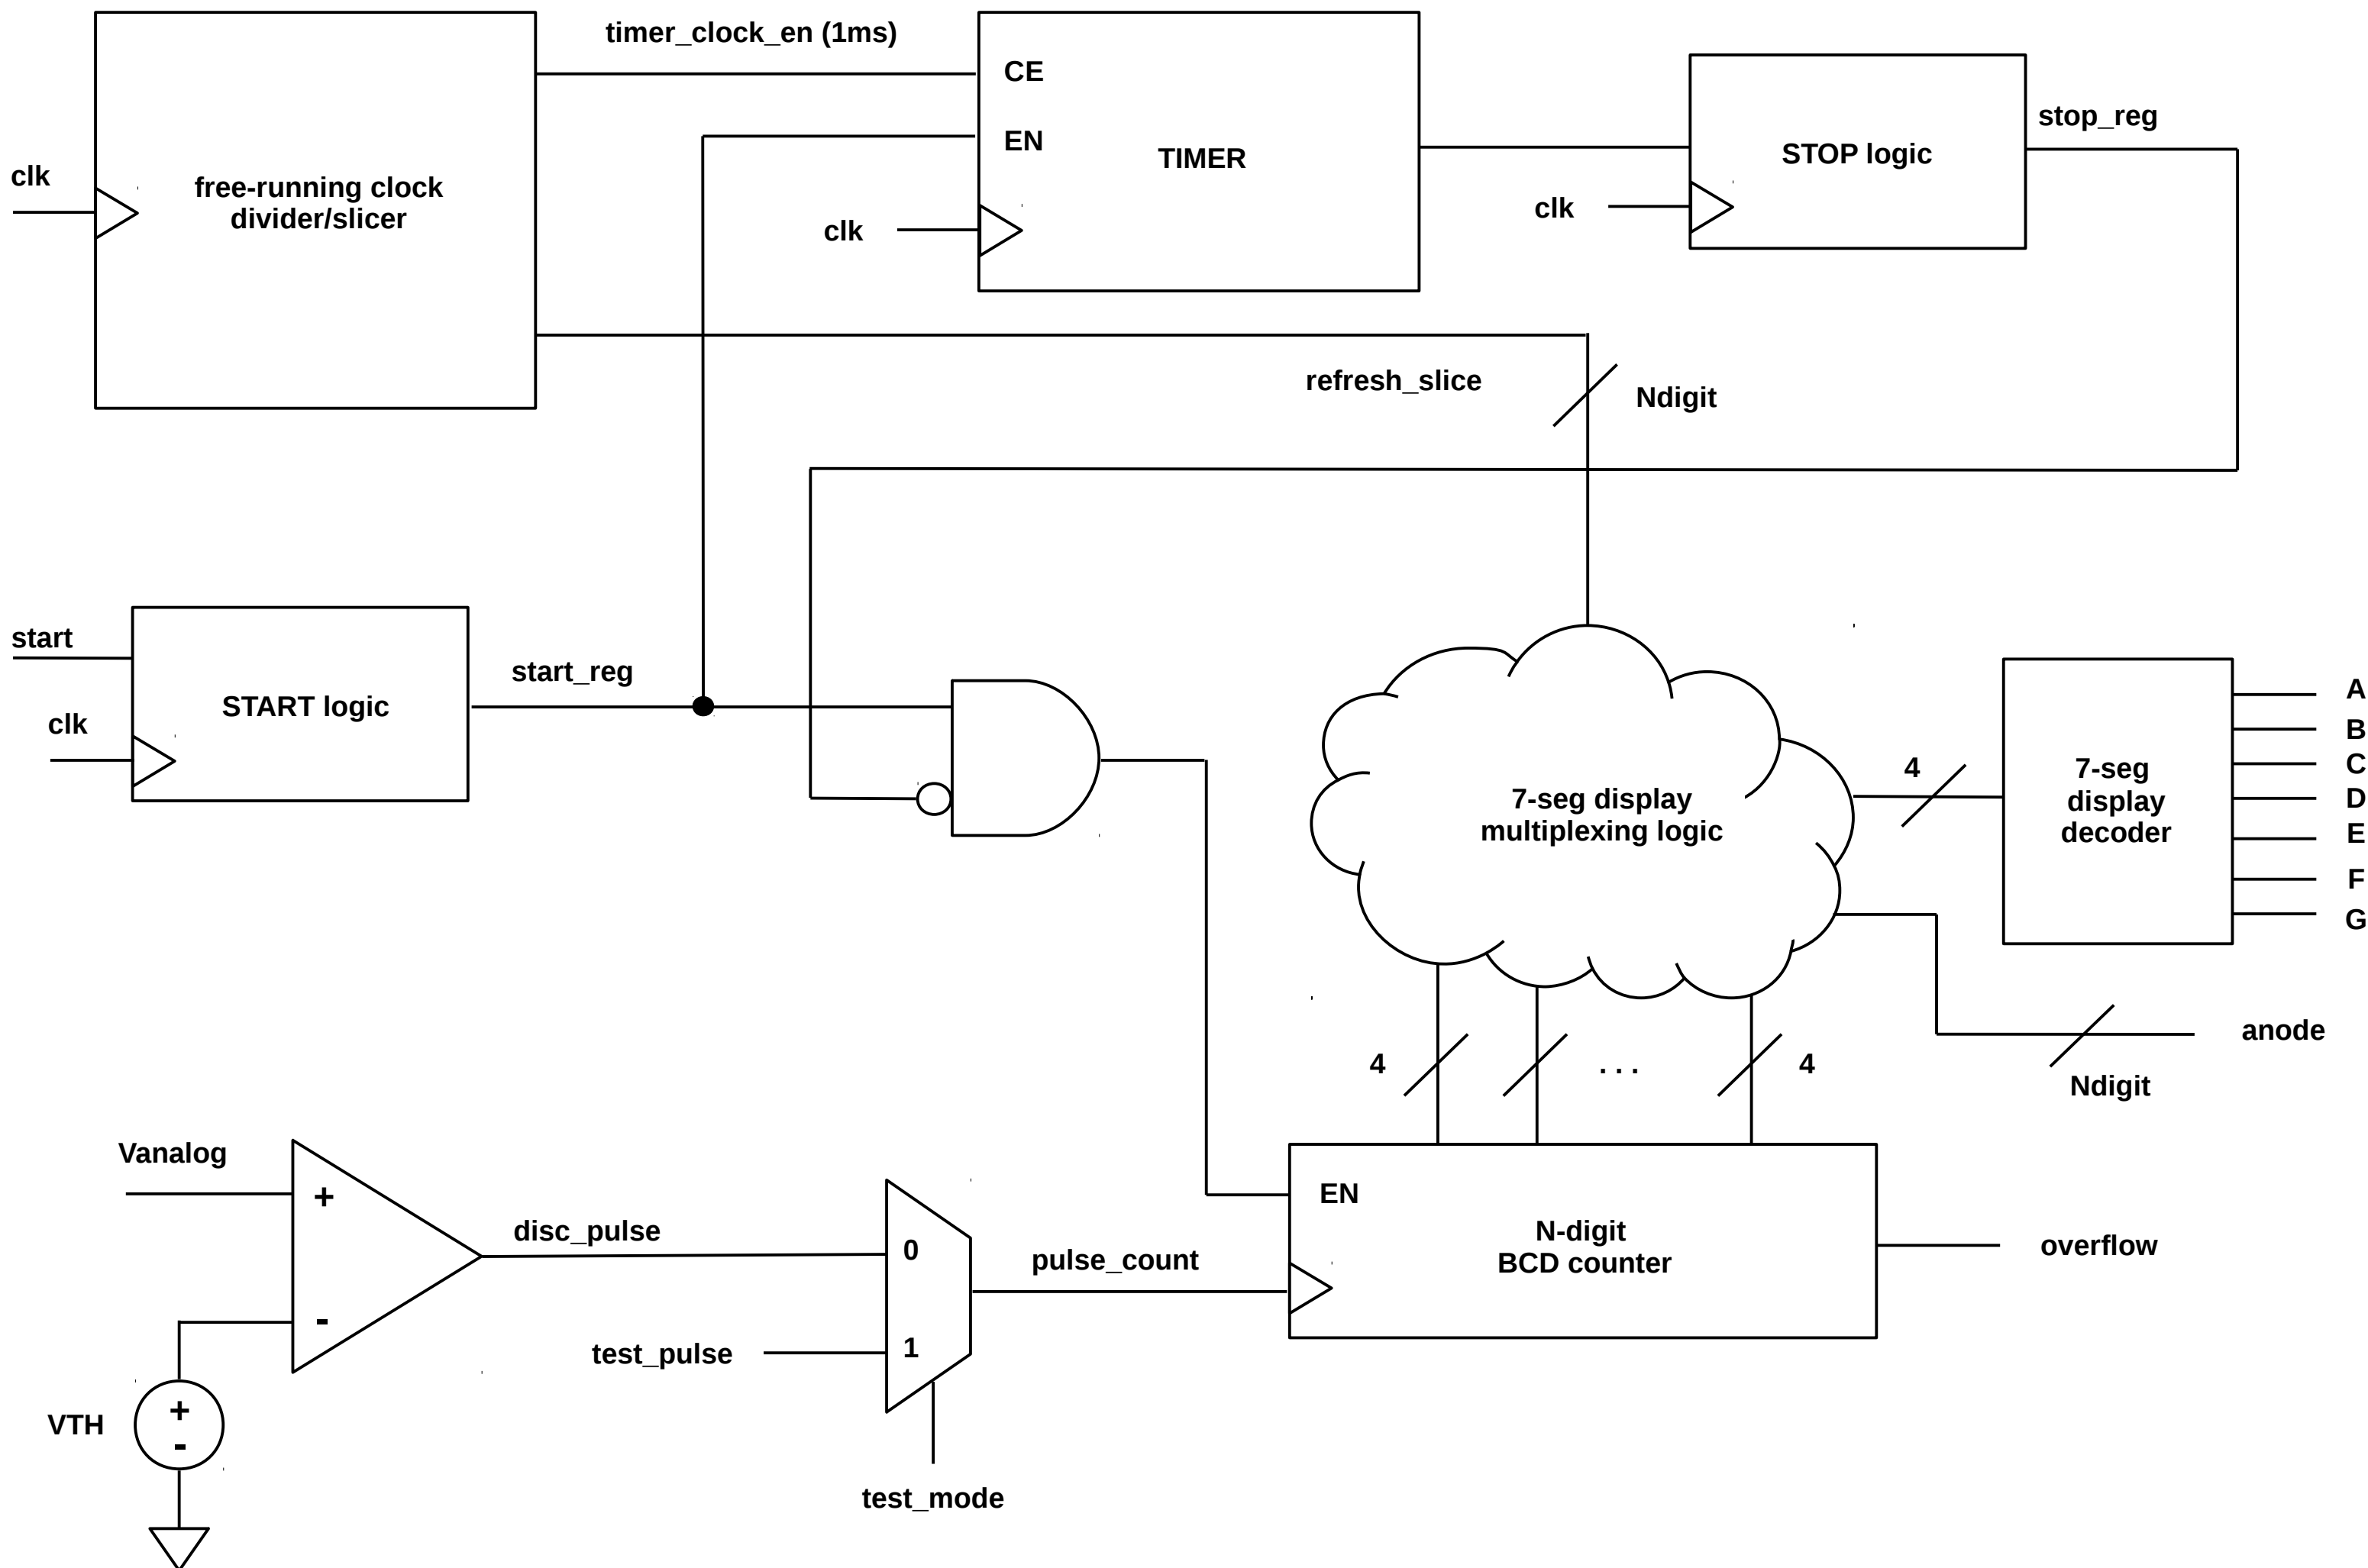 timer_clock_en (1ms)
CE
EN
TIMER
clk
STOP logic
clk
stop_reg
clk
free-running clock
divider/slicer
refresh_slice
Ndigit
start
clk
START logic
start_reg
7-seg display
multiplexing logic
4
7-seg
display
decoder
A
B
C
D
E
F
G
anode
Ndigit
4
. . .
4
Vanalog
+
-
VTH
+
-
disc_pulse
0
1
test_pulse
test_mode
pulse_count
EN
N-digit
BCD counter
overflow